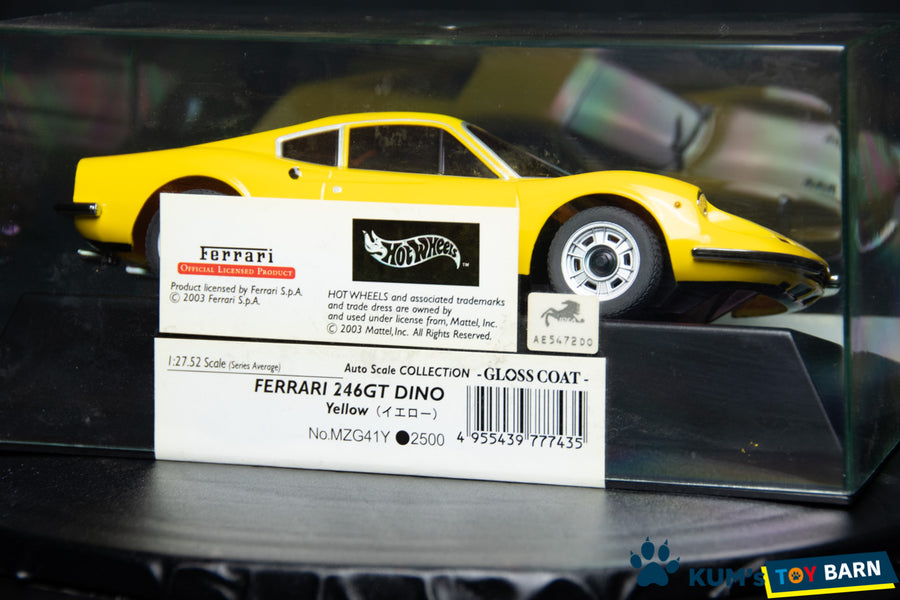 Ferrari
OFFICIAL LICENSED PRODUCT
Product licensed by Ferrari S.p.A.
© 2003 Ferrari S.p.A.
HOT WHEELS ™
HOT WHEELS and associated trademarks
and trade dress are owned by
and used under license from, Mattel, Inc.
© 2003 Mattel, Inc. All Rights Reserved.
AE5472DO
1:27.52 Scale (Series Average)
Auto Scale COLLECTiON - GLOSS COAT -
FERRARI 246GT DINO
Yellow (イエロー)
No.MZG41Y ●2500
4 955439 777435
KUM's TOY BARN